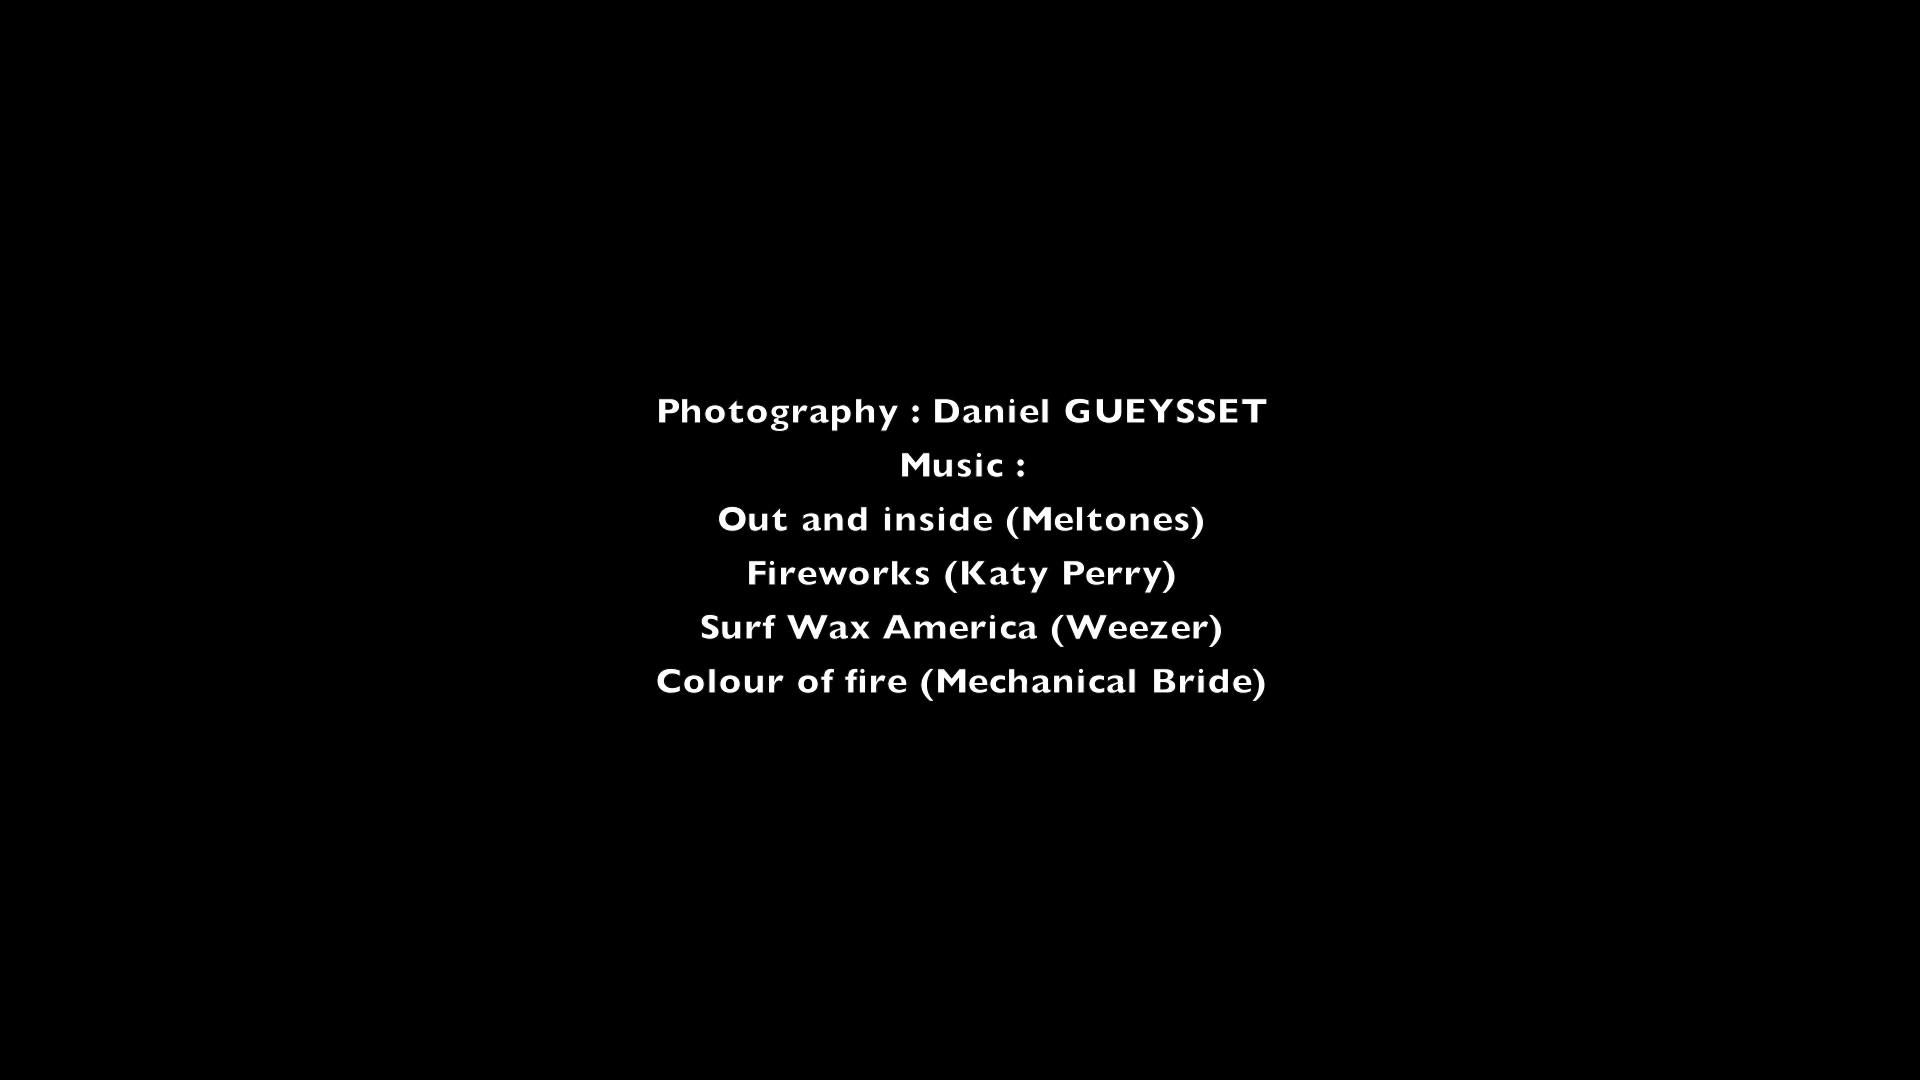 Photography : Daniel GUEYSSET
Music :
Out and inside (Meltones)
Fireworks (Katy Perry)
Surf Wax America (Weezer)
Colour of fire (Mechanical Bride)